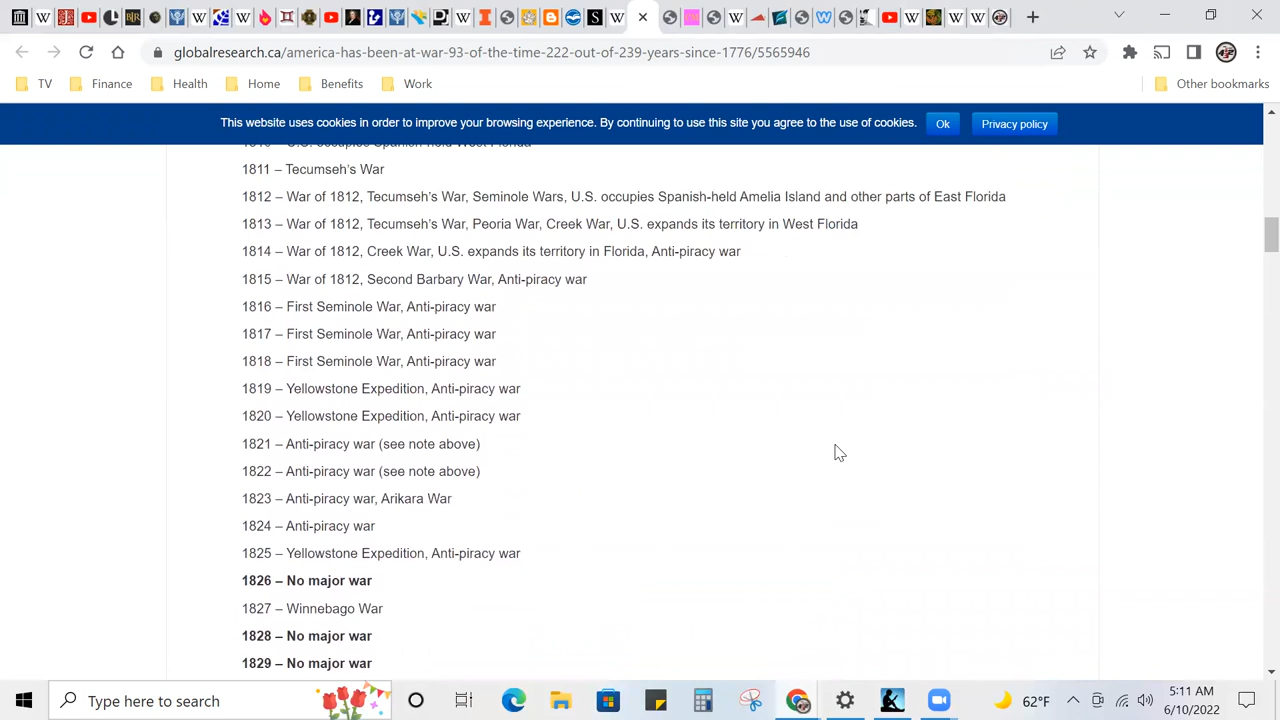 globalresearch.ca/america-has-been-at-war-93-of-the-time-222-out-of-239-years-since-1776/5565946
TV Finance Health Home Benefits Work Other bookmarks
This website uses cookies in order to improve your browsing experience. By continuing to use this site you agree to the use of cookies. Ok Privacy policy
1810 – U.S. occupies Spanish-held West Florida
1811 – Tecumseh's War
1812 – War of 1812, Tecumseh's War, Seminole Wars, U.S. occupies Spanish-held Amelia Island and other parts of East Florida
1813 – War of 1812, Tecumseh's War, Peoria War, Creek War, U.S. expands its territory in West Florida
1814 – War of 1812, Creek War, U.S. expands its territory in Florida, Anti-piracy war
1815 – War of 1812, Second Barbary War, Anti-piracy war
1816 – First Seminole War, Anti-piracy war
1817 – First Seminole War, Anti-piracy war
1818 – First Seminole War, Anti-piracy war
1819 – Yellowstone Expedition, Anti-piracy war
1820 – Yellowstone Expedition, Anti-piracy war
1821 – Anti-piracy war (see note above)
1822 – Anti-piracy war (see note above)
1823 – Anti-piracy war, Arikara War
1824 – Anti-piracy war
1825 – Yellowstone Expedition, Anti-piracy war
1826 – No major war
1827 – Winnebago War
1828 – No major war
1829 – No major war
Type here to search
62°F
5:11 AM
6/10/2022